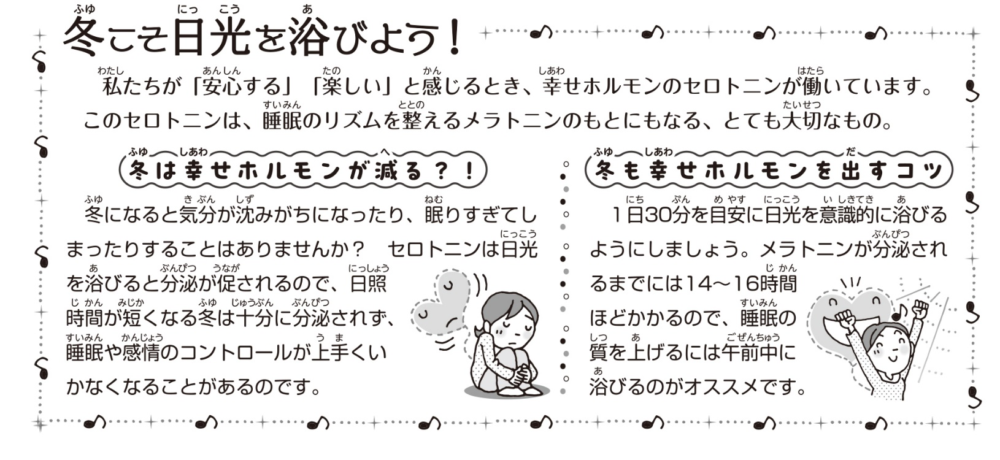 冬こそ日光を浴びよう！
私たちが「安心する」「楽しい」と感じるとき、幸せホルモンのセロトニンが働いています。
このセロトニンは、睡眠のリズムを整えるメラトニンのもとにもなる、とても大切なもの。
冬は幸せホルモンが減る？！
冬になると気分が沈みがちになったり、眠りすぎてし
まったりすることはありませんか？　セロトニンは日光
を浴びると分泌が促されるので、日照
時間が短くなる冬は十分に分泌されず、
睡眠や感情のコントロールが上手くい
かなくなることがあるのです。
冬も幸せホルモンを出すコツ
１日30分を目安に日光を意識的に浴びる
ようにしましょう。メラトニンが分泌され
るまでには14～16時間
ほどかかるので、睡眠の
質を上げるには午前中に
浴びるのがオススメです。